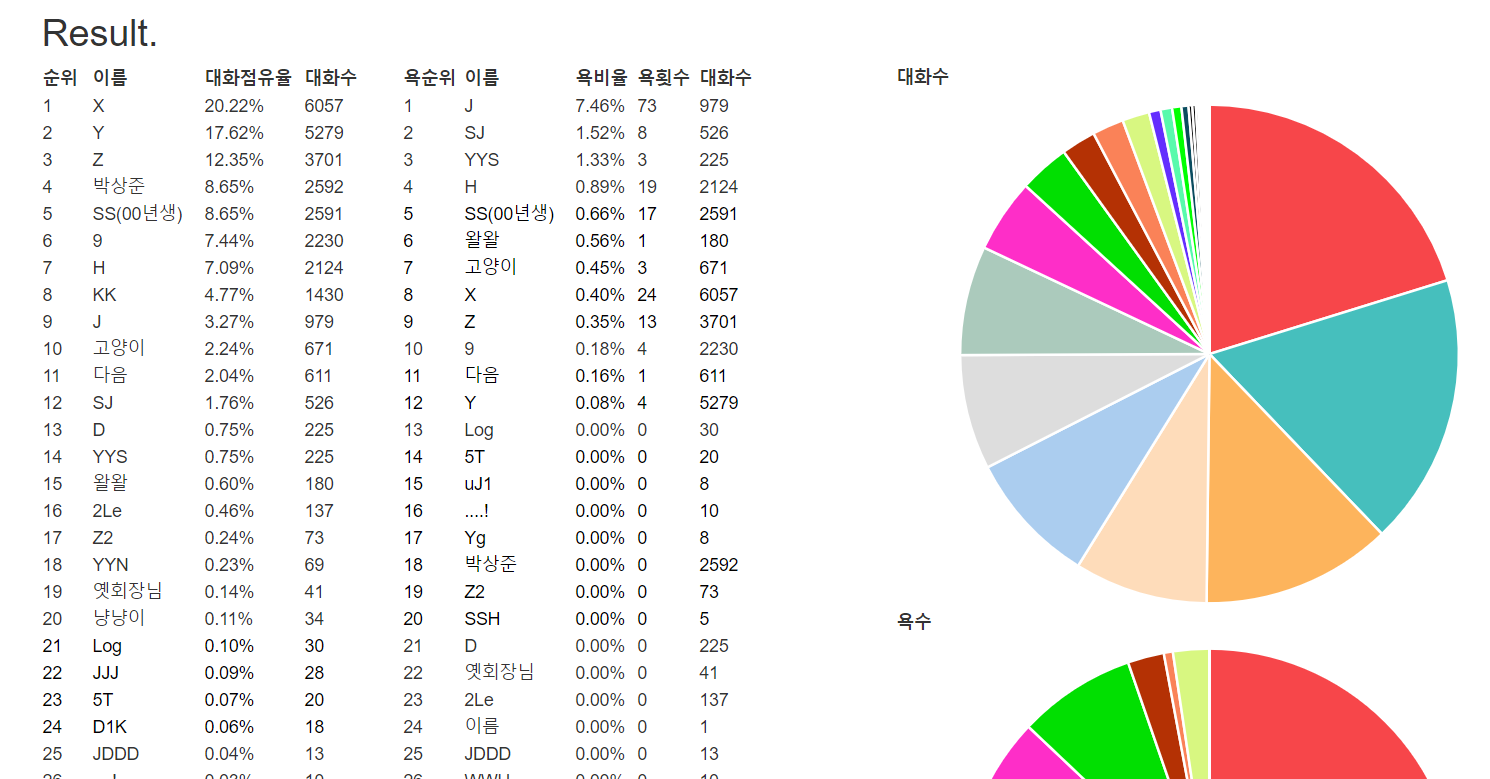 Result.
순위 이름 대화점유율 대화수 욕순위 이름 욕비율 욕횟수 대화수
1 X 20.22% 6057 1 J 7.46% 73 979
2 Y 17.62% 5279 2 SJ 1.52% 8 526
3 Z 12.35% 3701 3 YYS 1.33% 3 225
4 박상준 8.65% 2592 4 H 0.89% 19 2124
5 SS(00년생) 8.65% 2591 5 SS(00년생) 0.66% 17 2591
6 9 7.44% 2230 6 왈왈 0.56% 1 180
7 H 7.09% 2124 7 고양이 0.45% 3 671
8 KK 4.77% 1430 8 X 0.40% 24 6057
9 J 3.27% 979 9 Z 0.35% 13 3701
10 고양이 2.24% 671 10 9 0.18% 4 2230
11 다음 2.04% 611 11 다음 0.16% 1 611
12 SJ 1.76% 526 12 Y 0.08% 4 5279
13 D 0.75% 225 13 Log 0.00% 0 30
14 YYS 0.75% 225 14 5T 0.00% 0 20
15 왈왈 0.60% 180 15 uJ1 0.00% 0 8
16 2Le 0.46% 137 16 ....! 0.00% 0 10
17 Z2 0.24% 73 17 Yg 0.00% 0 8
18 YYN 0.23% 69 18 박상준 0.00% 0 2592
19 옛회장님 0.14% 41 19 Z2 0.00% 0 73
20 냥냥이 0.11% 34 20 SSH 0.00% 0 5
21 Log 0.10% 30 21 D 0.00% 0 225
22 JJJ 0.09% 28 22 옛회장님 0.00% 0 41
23 5T 0.07% 20 23 2Le 0.00% 0 137
24 D1K 0.06% 18 24 이름 0.00% 0 1
25 JDDD 0.04% 13 25 JDDD 0.00% 0 13
대화수
욕수